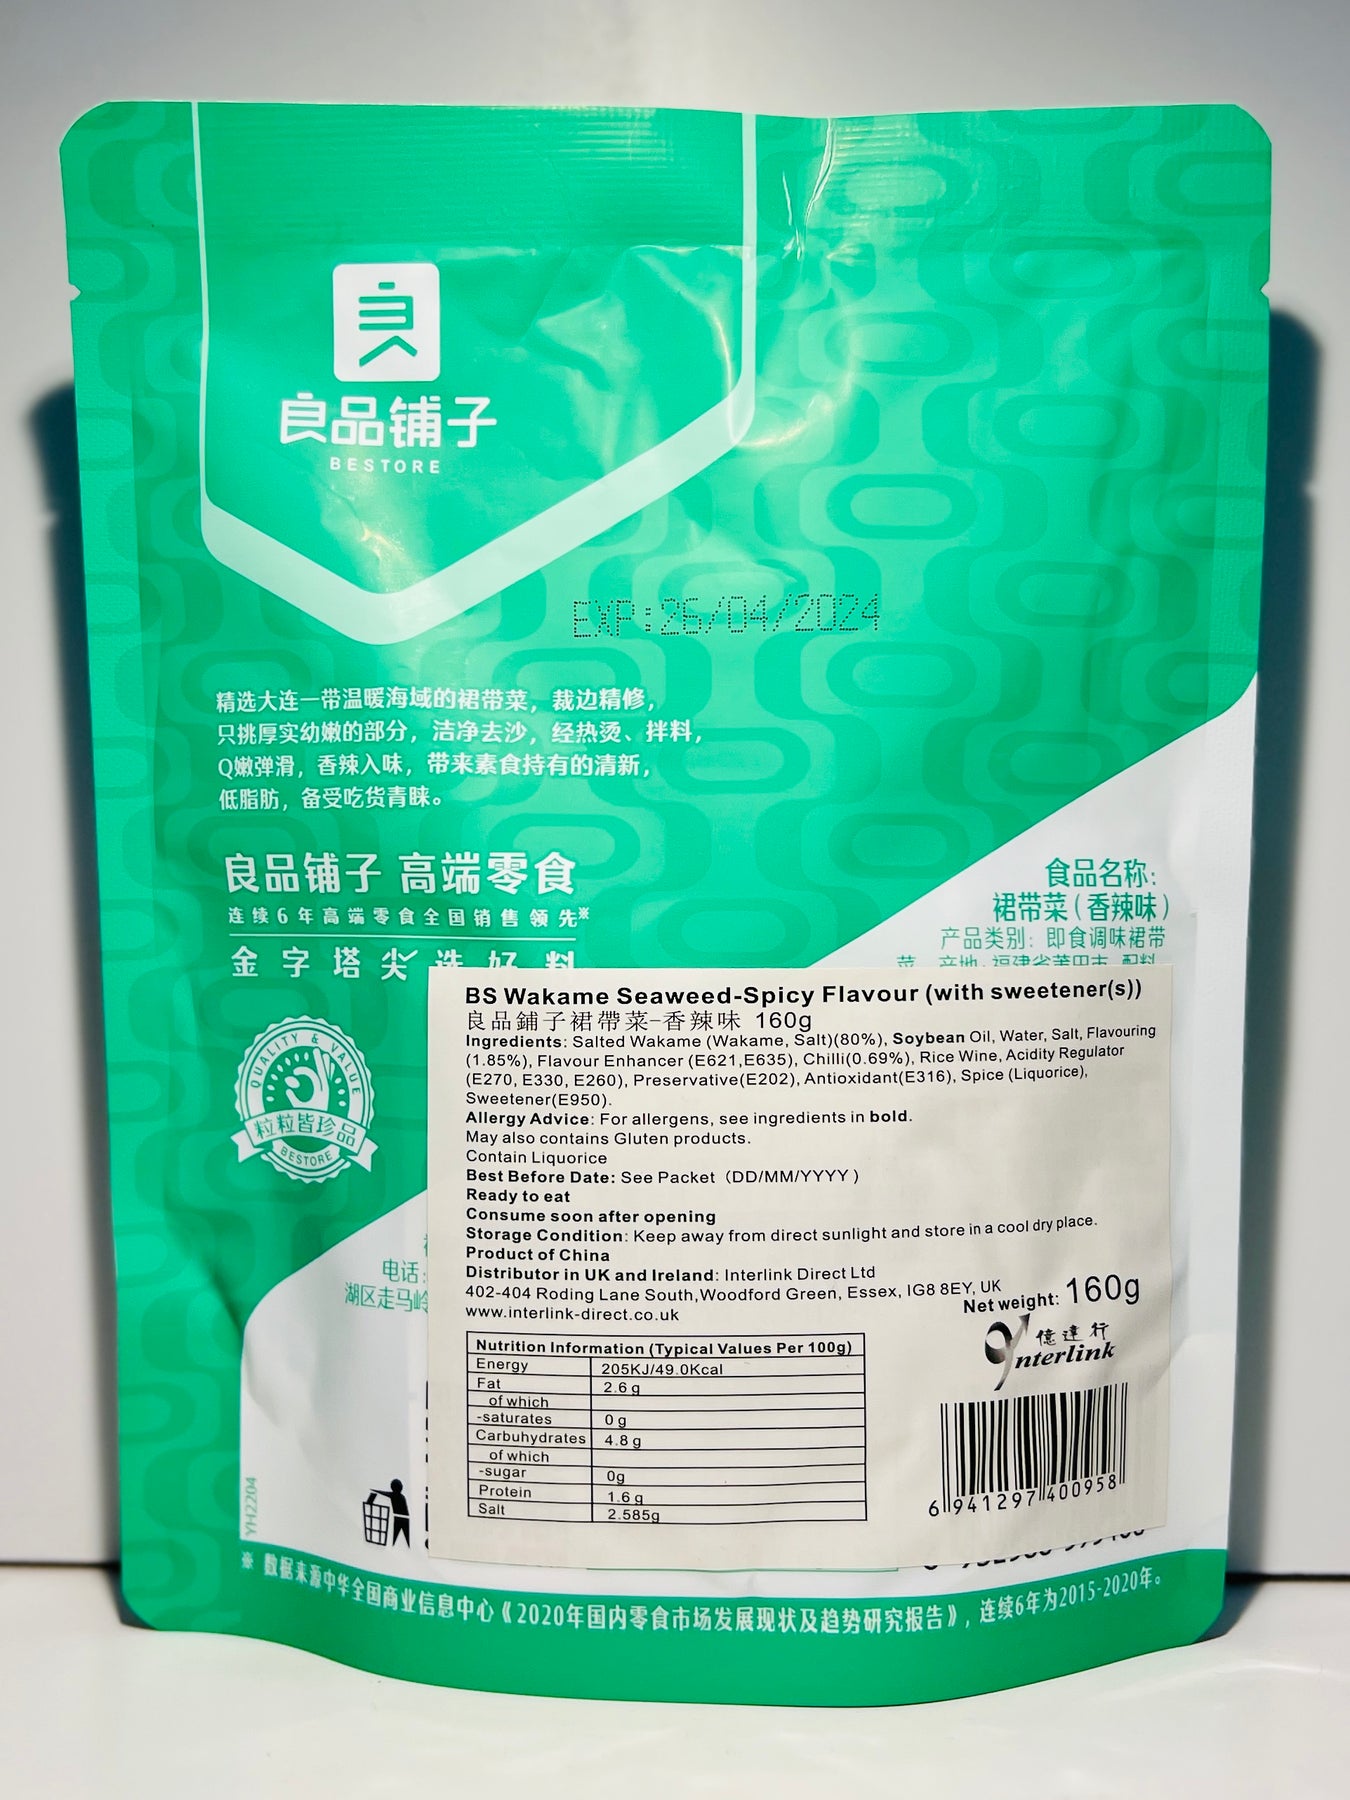 良品铺子
BESTORE
EXP:26/04/2024
精选大连一带温暖海域的裙带菜，裁边精修，
只挑厚实幼嫩的部分，洁净去沙，经热烫、拌料，
Q嫩弹滑，香辣入味，带来素食持有的清新，
低脂肪，备受吃货青睐。
良品铺子 高端零食
连续6年高端零食全国销售领先※
金字塔尖 选好料
QUALITY & VALUE
粒粒皆珍品
BESTORE
食品名称:
裙带菜(香辣味)
产品类别: 即食调味裙带
菜 产地: 福建省莆田市 配料
电话:
湖区走马岭
BS Wakame Seaweed-Spicy Flavour (with sweetener(s))
良品鋪子裙帶菜-香辣味 160g
Ingredients: Salted Wakame (Wakame, Salt)(80%), Soybean Oil, Water, Salt, Flavouring
(1.85%), Flavour Enhancer (E621,E635), Chilli(0.69%), Rice Wine, Acidity Regulator
(E270, E330, E260), Preservative(E202), Antioxidant(E316), Spice (Liquorice),
Sweetener(E950).
Allergy Advice: For allergens, see ingredients in bold.
May also contains Gluten products.
Contain Liquorice
Best Before Date: See Packet（DD/MM/YYYY）
Ready to eat
Consume soon after opening
Storage Condition: Keep away from direct sunlight and store in a cool dry place.
Product of China
Distributor in UK and Ireland: Interlink Direct Ltd
402-404 Roding Lane South,Woodford Green, Essex, IG8 8EY, UK
www.interlink-direct.co.uk
Net weight: 160g
億達行
Interlink
Nutrition Information (Typical Values Per 100g)
Energy 205KJ/49.0Kcal
Fat 2.6 g
of which
-saturates 0 g
Carbuhydrates 4.8 g
of which
-sugar 0g
Protein 1.6 g
Salt 2.585g
6 941297 400958
YH2204
※ 数据来源中华全国商业信息中心《2020年国内零食市场发展现状及趋势研究报告》, 连续6年为2015-2020年。